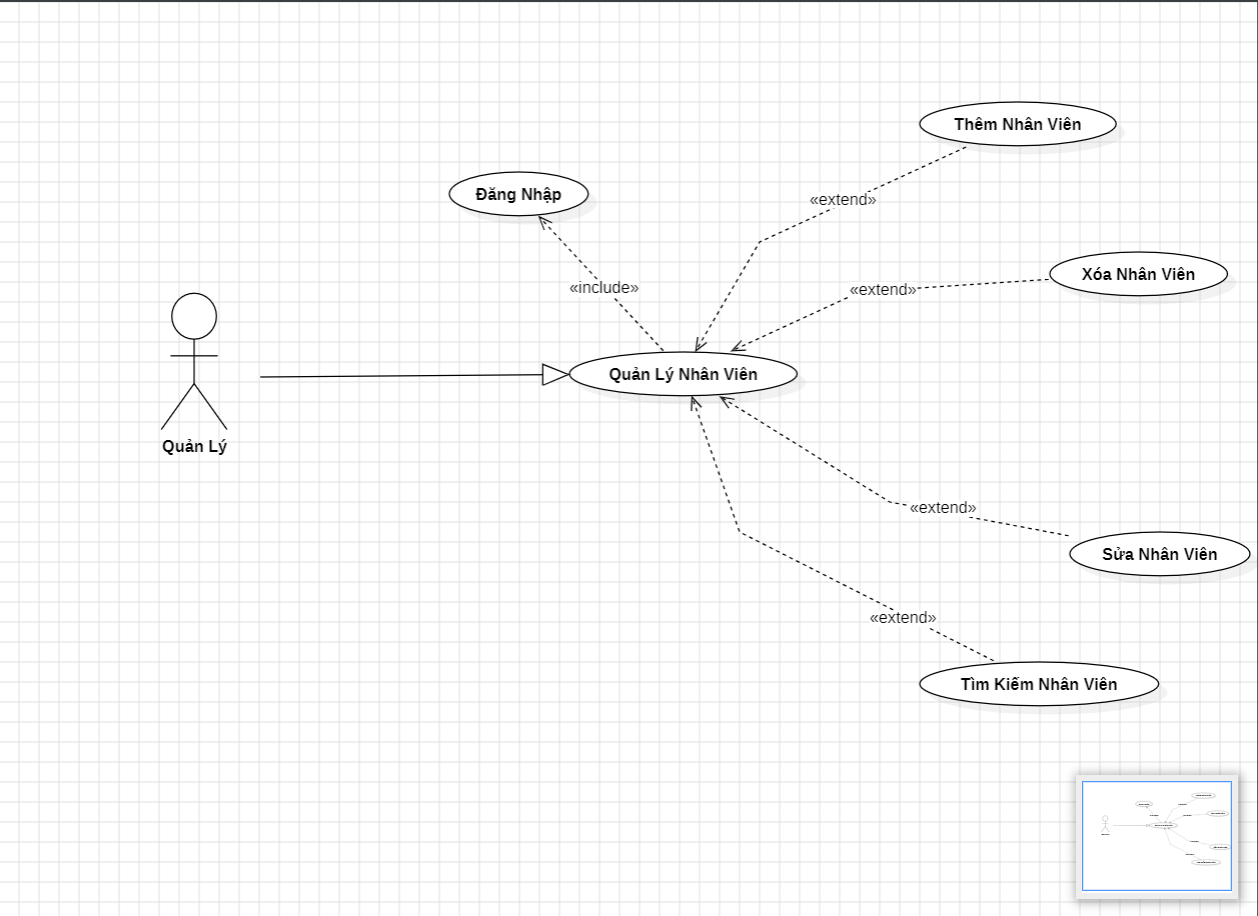 Thêm Nhân Viên
Đăng Nhập
«extend»
Xóa Nhân Viên
«include»
«extend»
Quản Lý Nhân Viên
Quản Lý
«extend»
Sửa Nhân Viên
«extend»
Tìm Kiếm Nhân Viên